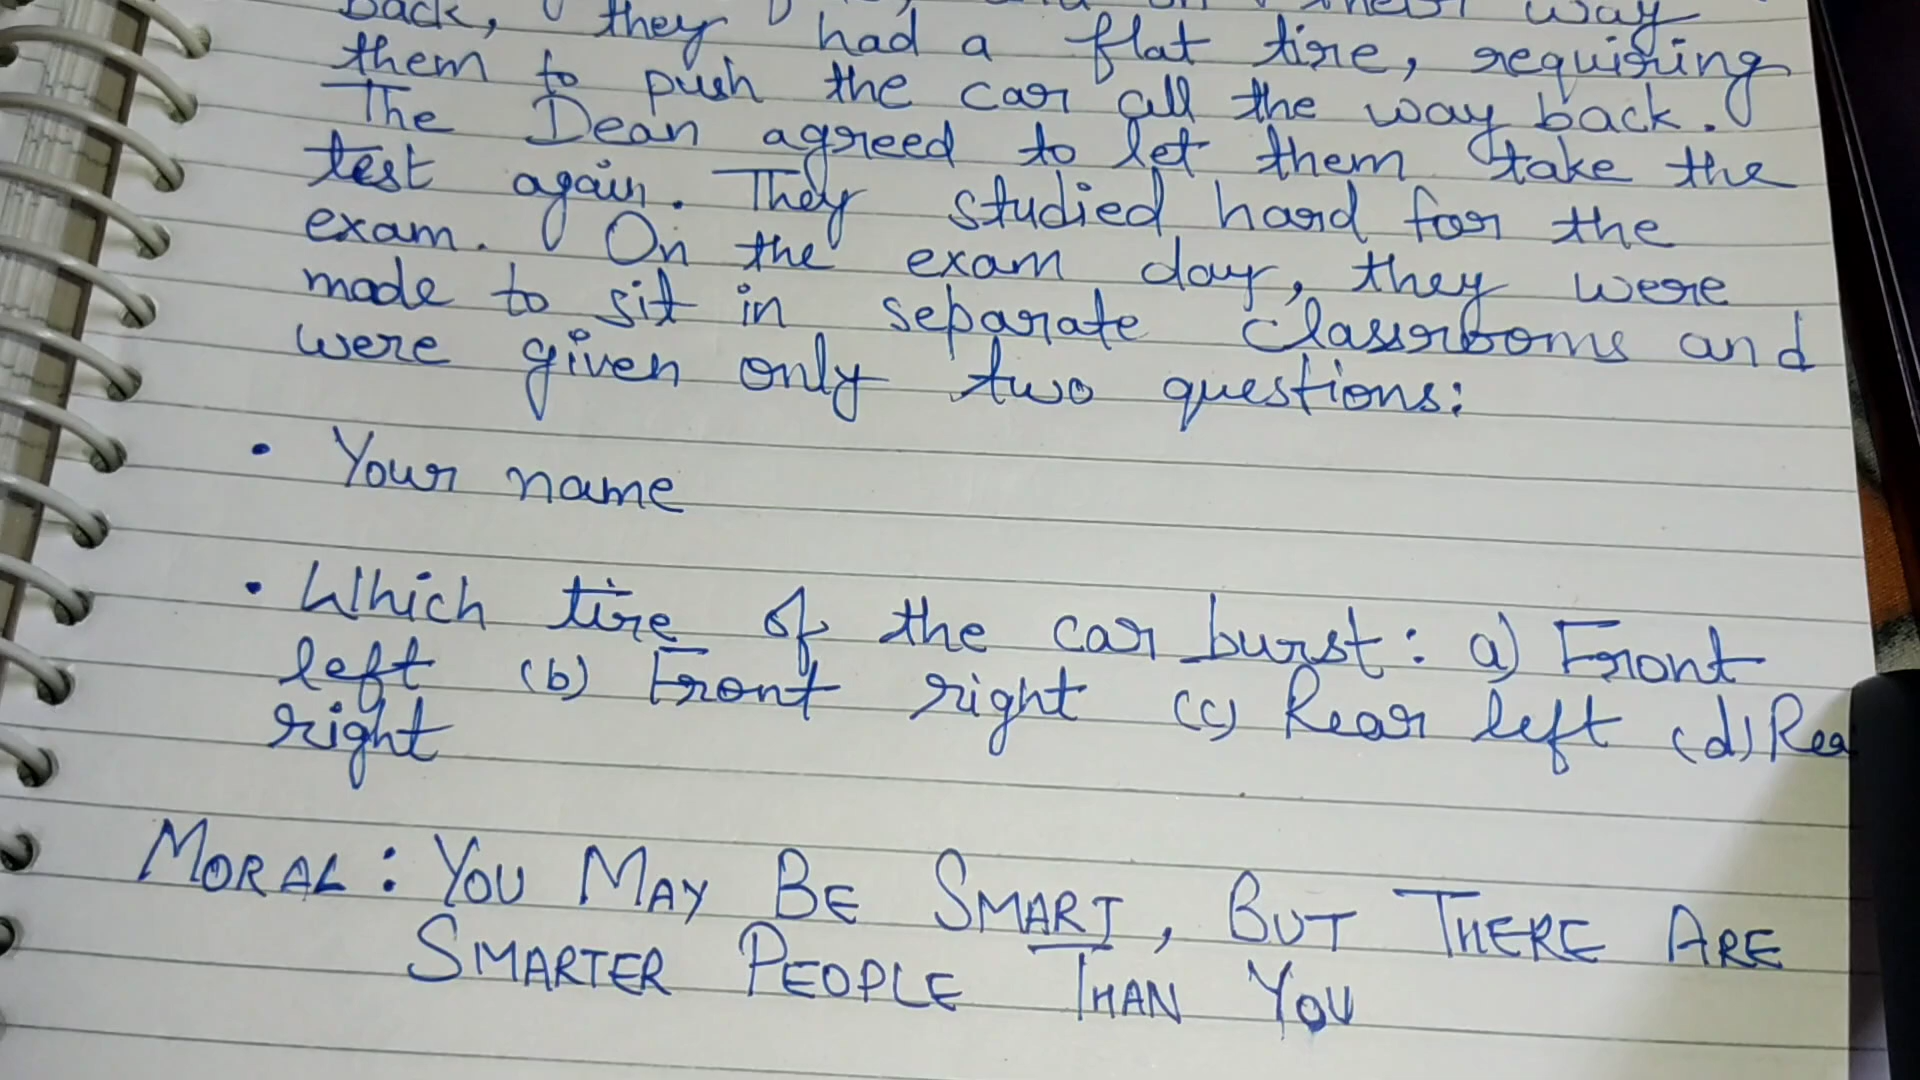 back, they had a flat tire, requiring
them to push the car all the way back.
The Dean agreed to let them take the
test again. They studied hard for the
exam. On the exam day, they were
made to sit in separate classrooms and
were given only two questions:
• Your name
• Which tire of the car burst: a) Front
left (b) Front right (c) Rear left (d) Rea
right
MORAL: YOU MAY BE SMART, BUT THERE ARE
SMARTER PEOPLE THAN YOU